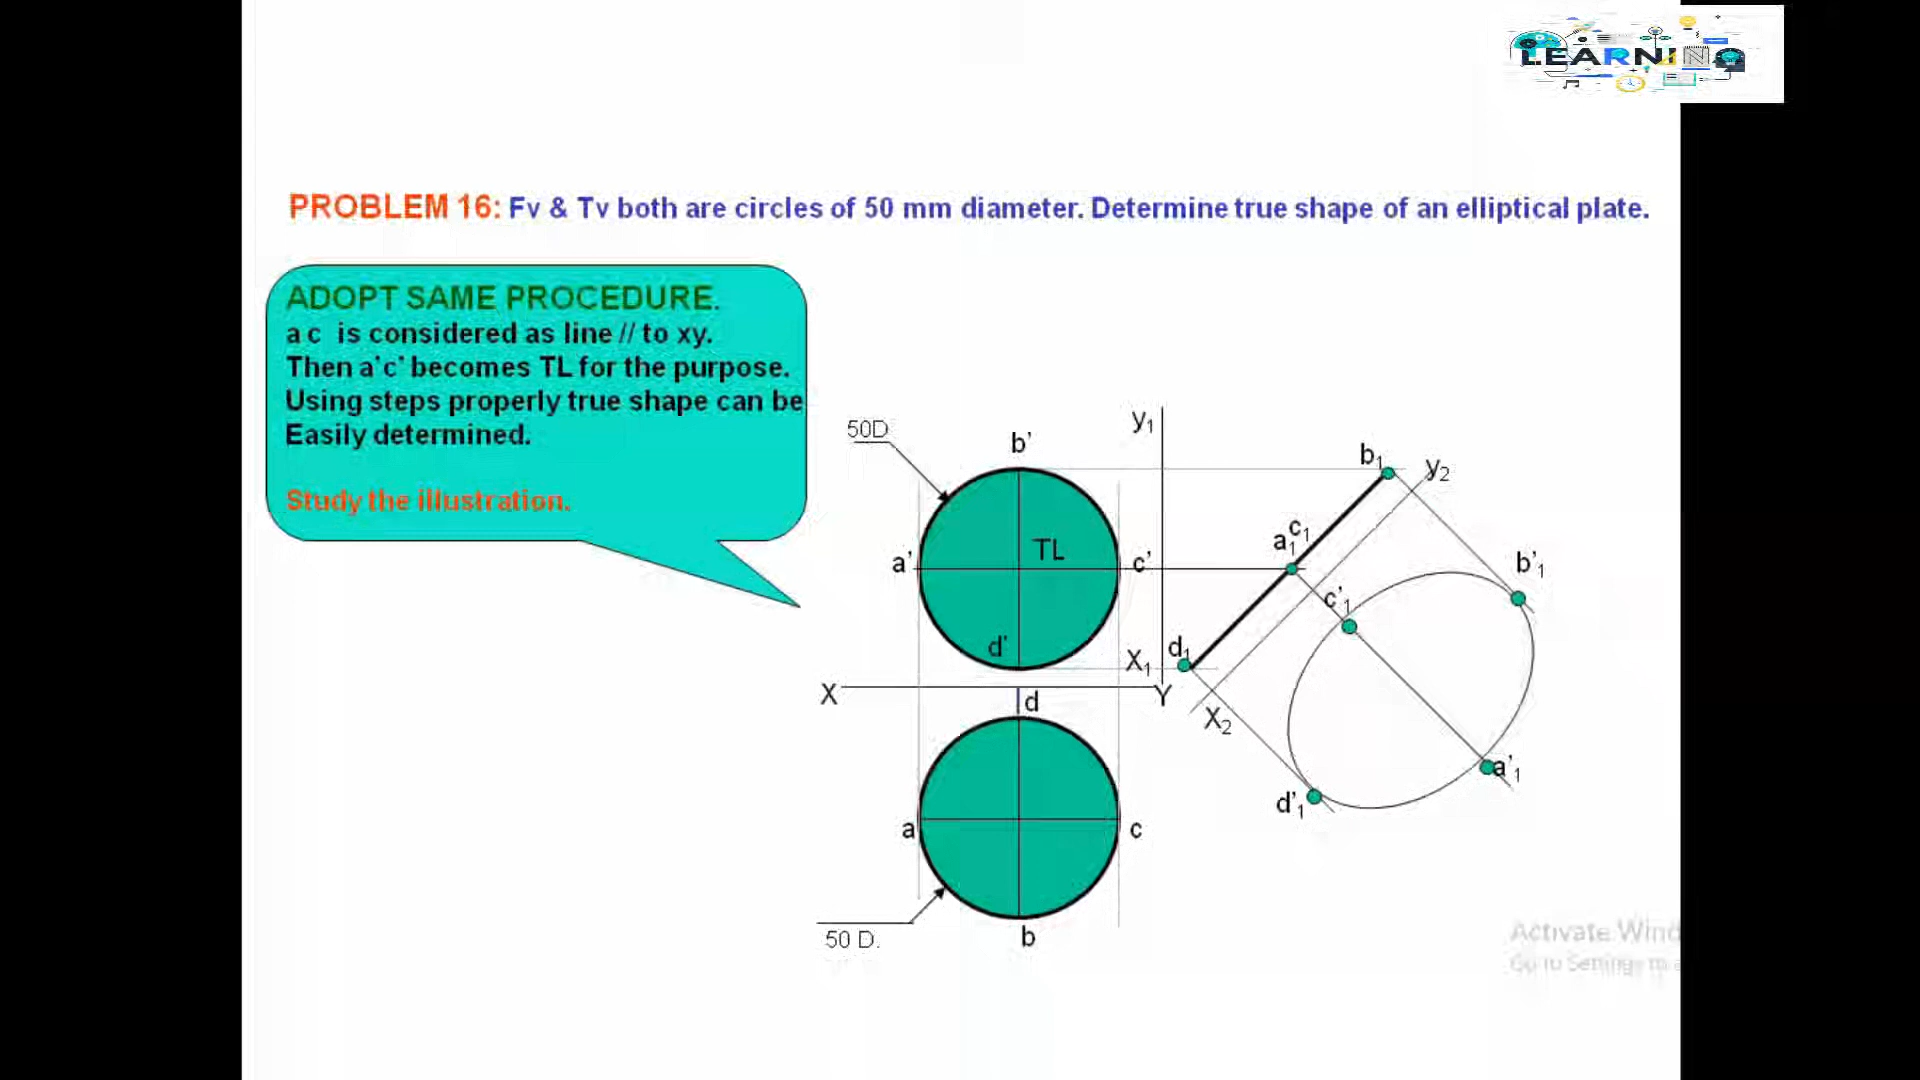 LEARNING
PROBLEM 16: Fv & Tv both are circles of 50 mm diameter. Determine true shape of an elliptical plate.
ADOPT SAME PROCEDURE.
a c is considered as line // to xy.
Then a'c' becomes TL for the purpose.
Using steps properly true shape can be
Easily determined.
Study the illustration.
50D
b'
y1
b1
y2
a'
TL
c'
a1
c1
b'1
c'1
d'
X1
d1
X
Y
d
X2
a'1
d'1
a
c
50 D.
b
Activate Wind
Go to Settings to a